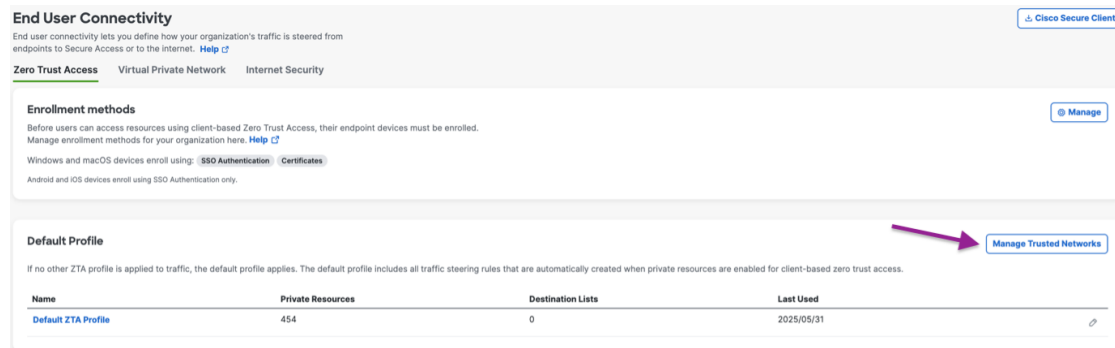 End User Connectivity
Cisco Secure Client
End user connectivity lets you define how your organization's traffic is steered from
endpoints to Secure Access or to the internet. Help
Zero Trust Access Virtual Private Network Internet Security
Enrollment methods
Manage
Before users can access resources using client-based Zero Trust Access, their endpoint devices must be enrolled.
Manage enrollment methods for your organization here. Help
Windows and macOS devices enroll using: SSO Authentication Certificates
Android and iOS devices enroll using SSO Authentication only.
Default Profile
Manage Trusted Networks
If no other ZTA profile is applied to traffic, the default profile applies. The default profile includes all traffic steering rules that are automatically created when private resources are enabled for client-based zero trust access.
Name Private Resources Destination Lists Last Used
Default ZTA Profile 454 0 2025/05/31